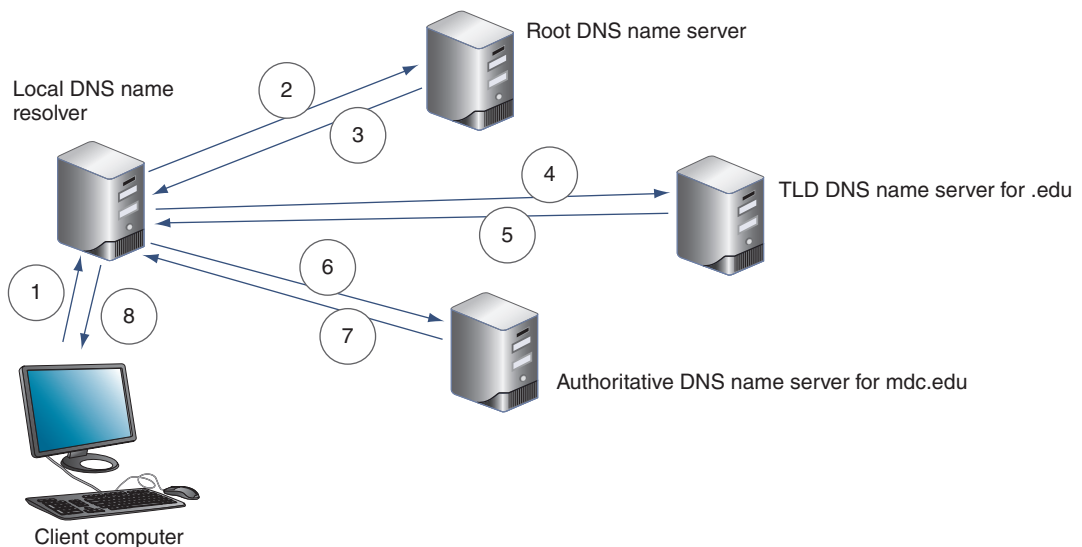 Root DNS name server
Local DNS name
resolver
2
3
4
TLD DNS name server for .edu
5
6
1
8
7
Authoritative DNS name server for mdc.edu
Client computer